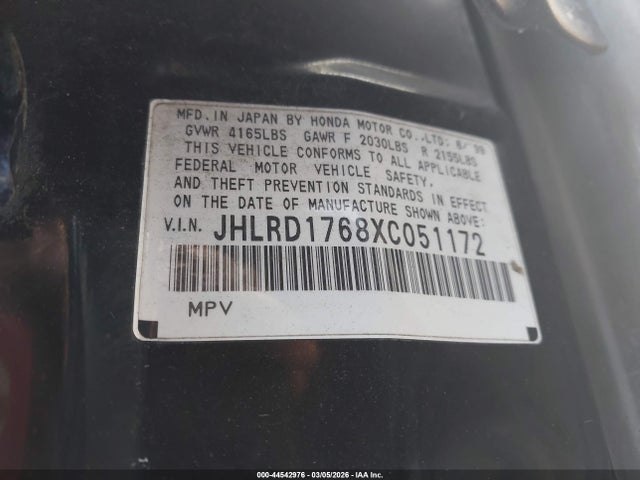 MFD. IN JAPAN BY HONDA MOTOR CO.,LTD: 6/ 99
GVWR 4165LBS GAWR F 2030LBS R 2155LBS
THIS VEHICLE CONFORMS TO ALL APPLICABLE
FEDERAL MOTOR VEHICLE SAFETY,
AND THEFT PREVENTION STANDARDS IN EFFECT
ON THE DATE OF MANUFACTURE SHOWN ABOVE:
V.I.N. JHLRD1768XC051172
MPV
000-44542976 | 03/05/2026 | IAA Inc.